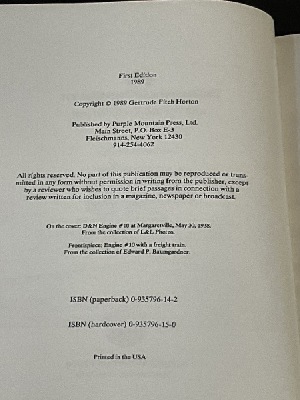 First Edition
1989
Copyright © 1989 Gertrude Fitch Horton
Published by Purple Mountain Press, Ltd.
Main Street, P.O. Box E-3
Fleischmanns, New York 12430
914-254-4062
All rights reserved. No part of this publication may be reproduced or trans-
mitted in any form without permission in writing from the publisher, except
by a reviewer who wishes to quote brief passages in connection with a
review written for inclusion in a magazine, newspaper or broadcast.
On the cover: D&N Engine #10 at Margaretville, May 30, 1938.
From the collection of L&L Photos.
Frontispiece: Engine #10 with a freight train.
From the collection of Edward P. Baumgardner.
ISBN (paperback) 0-935796-14-2
ISBN (hardcover) 0-935796-15-0
Printed in the USA